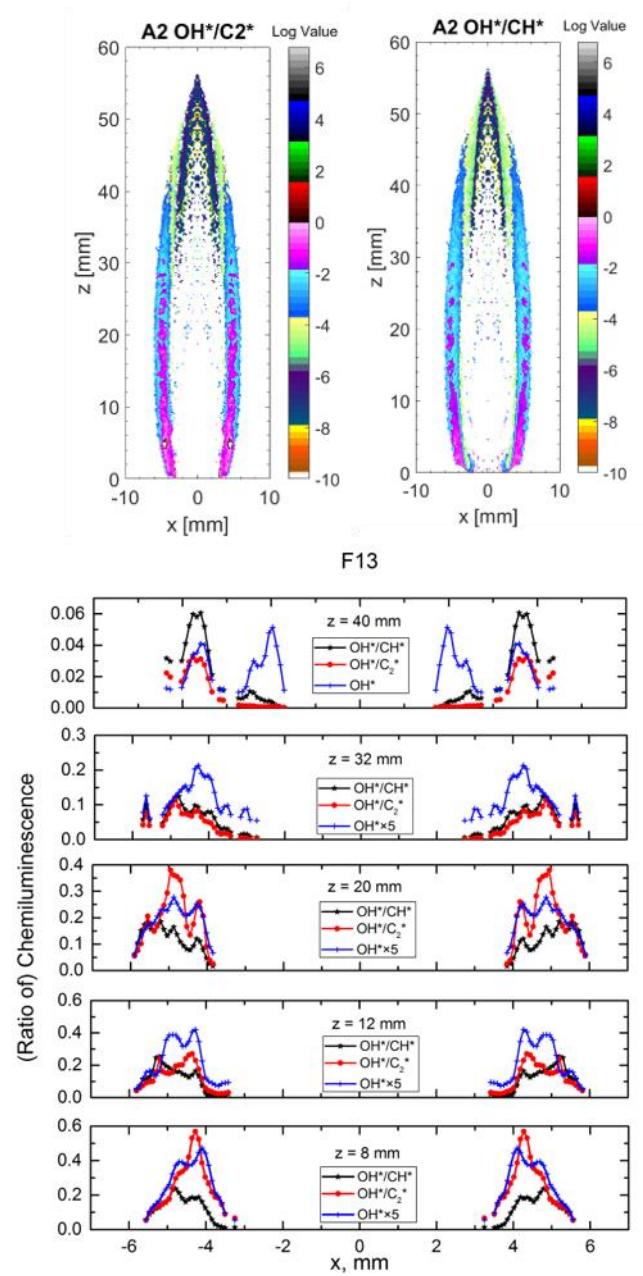 A2 OH*/C2* Log Value
A2 OH*/CH* Log Value
60
50
40
30
20
10
0
-10 0 10
z [mm]
x [mm]
6
4
2
0
-2
-4
-6
-8
-10
60
50
40
30
20
10
0
-10 0 10
z [mm]
x [mm]
6
4
2
0
-2
-4
-6
-8
-10
F13
(Ratio of) Chemiluminescence
z = 40 mm
OH*/CH*
OH*/C₂*
OH*
0.06
0.04
0.02
0.00
z = 32 mm
OH*/CH*
OH*/C₂*
OH*×5
0.3
0.2
0.1
0.0
z = 20 mm
OH*/CH*
OH*/C₂*
OH*×5
0.4
0.3
0.2
0.1
0.0
z = 12 mm
OH*/CH*
OH*/C₂*
OH*×5
0.6
0.4
0.2
0.0
z = 8 mm
OH*/CH*
OH*/C₂*
OH*×5
0.6
0.4
0.2
0.0
-6 -4 -2 0 2 4 6
x, mm